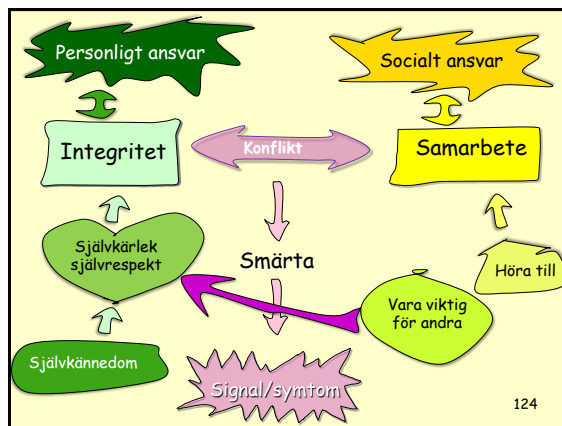 Personligt ansvar
Socialt ansvar
Integritet
Konflikt
Samarbete
Självkärlek
självrespekt
Smärta
Höra till
Vara viktig
för andra
Självkännedom
Signal/symtom
124